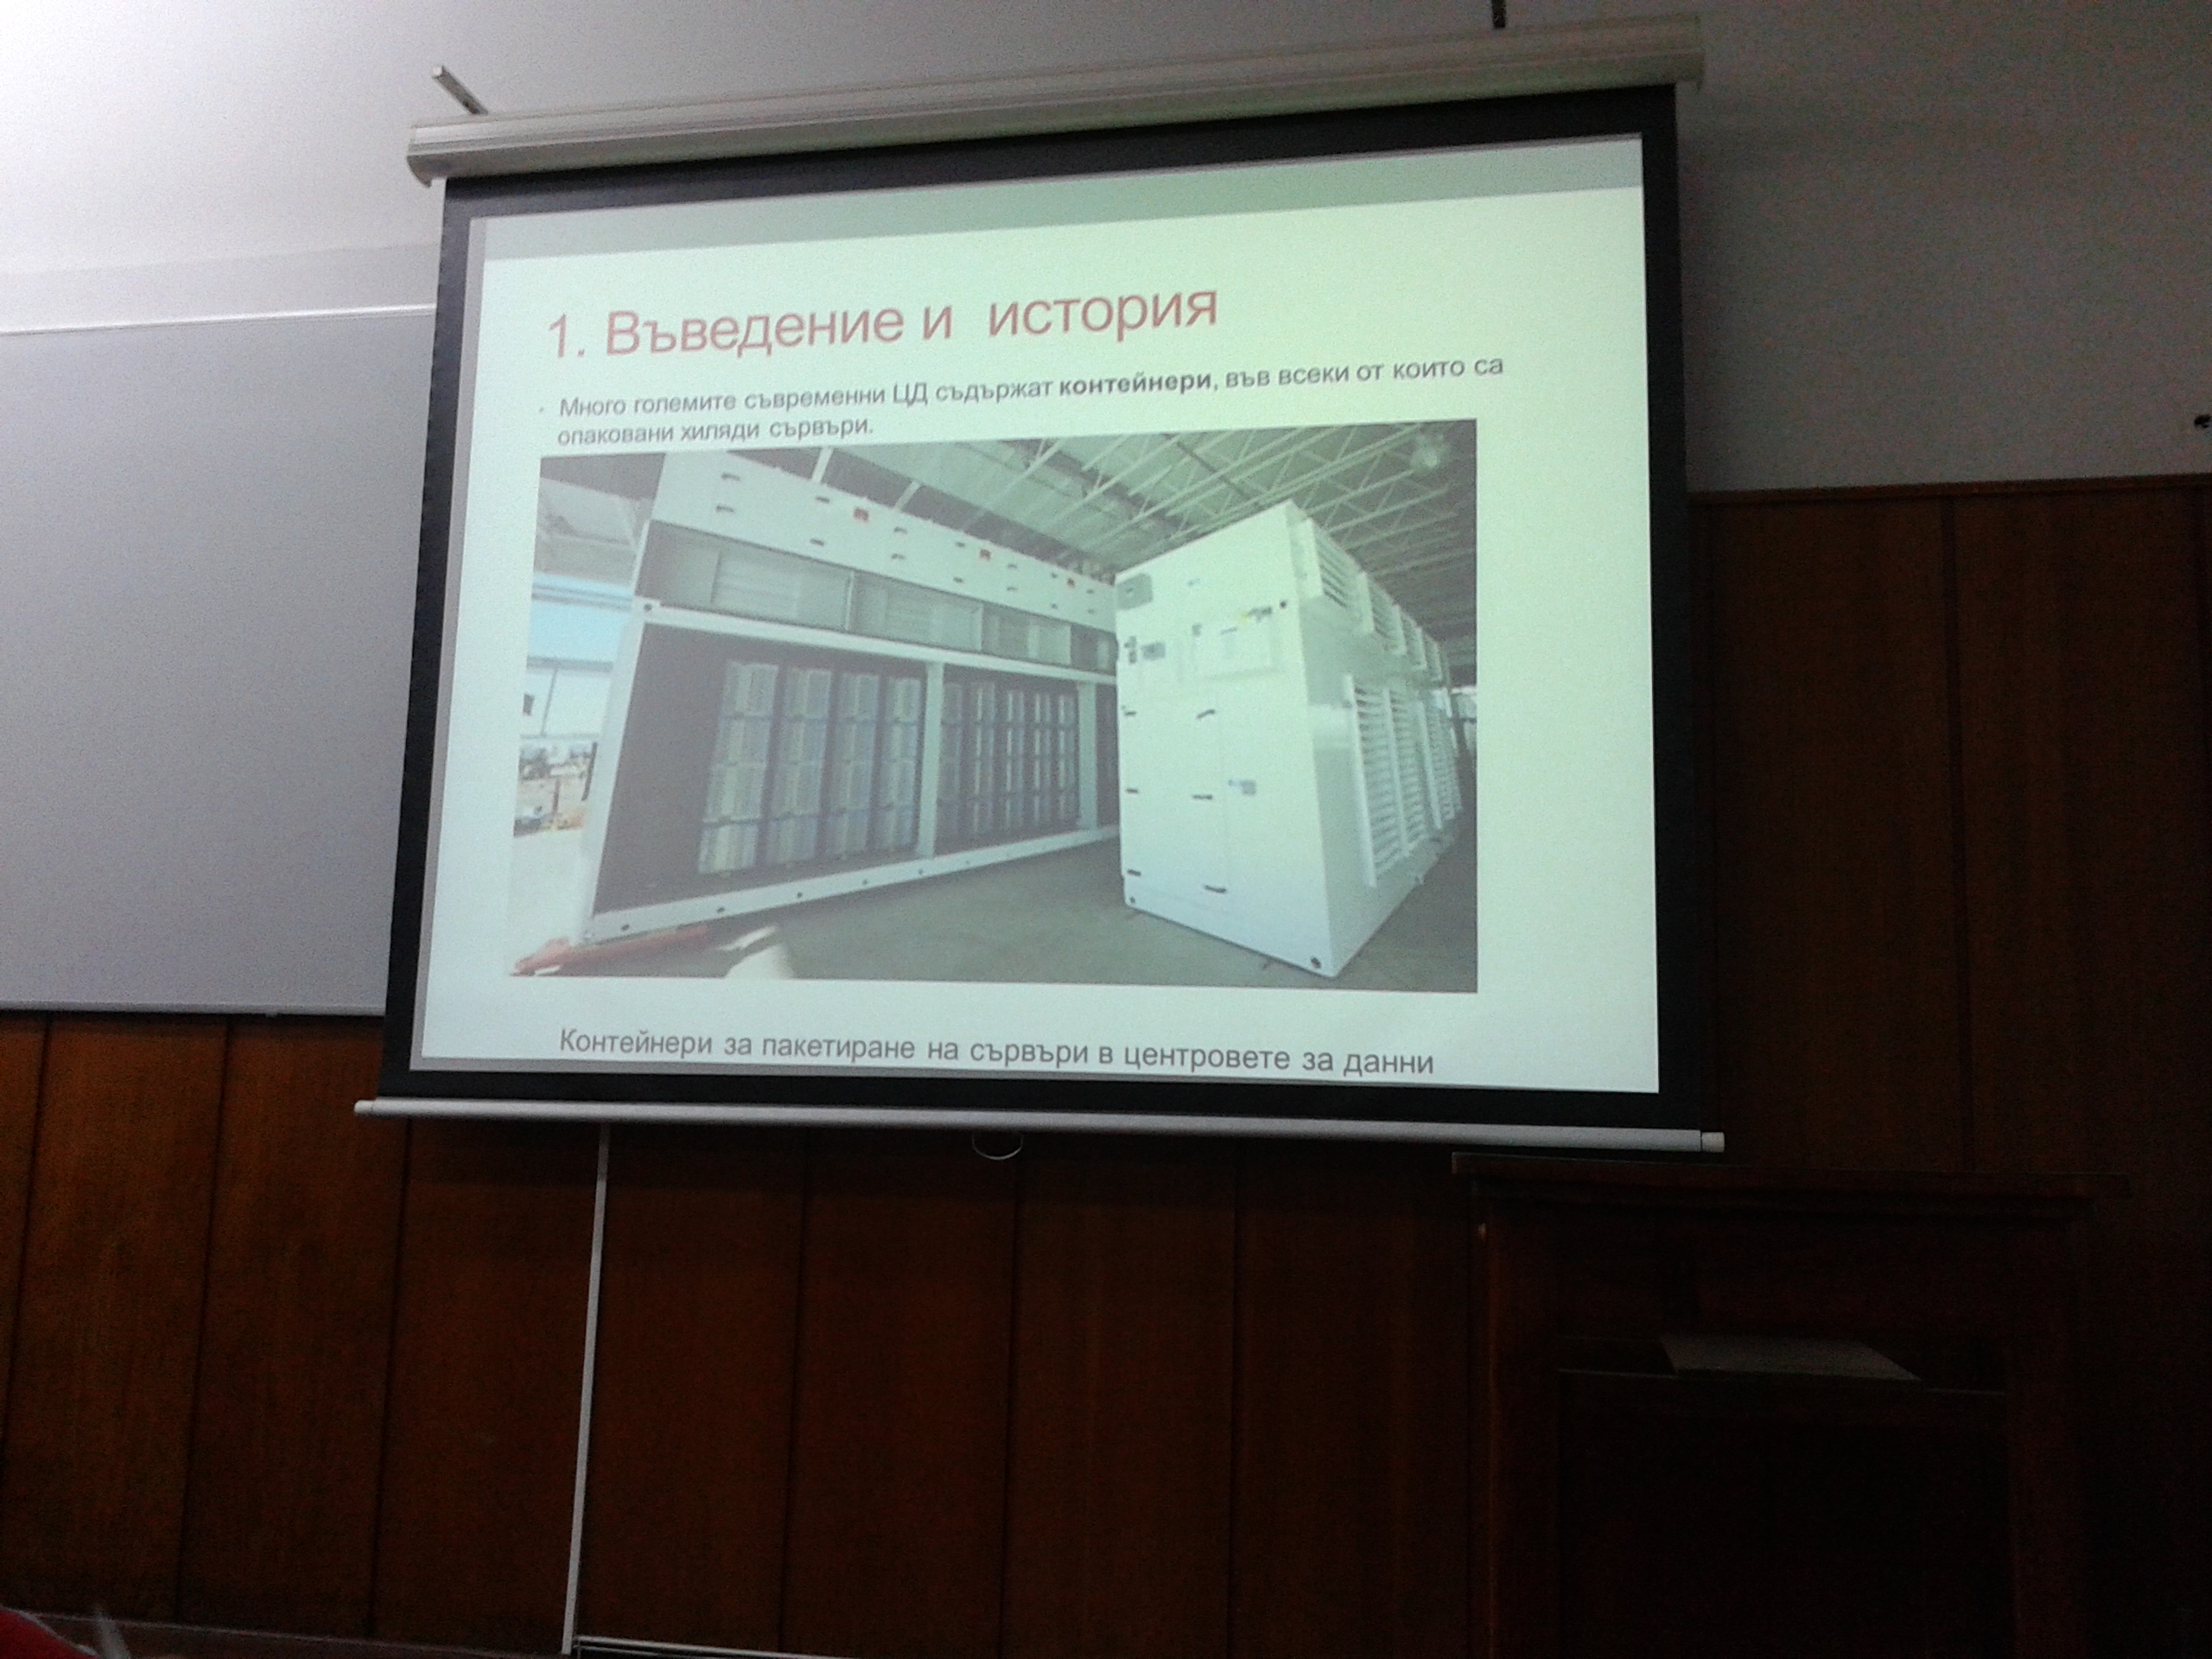 1. Въведение и история
Много големите съвременни ЦД съдържат контейнери, във всеки от които са
опаковани хиляди сървъри.
Контейнери за пакетиране на сървъри в центровете за данни